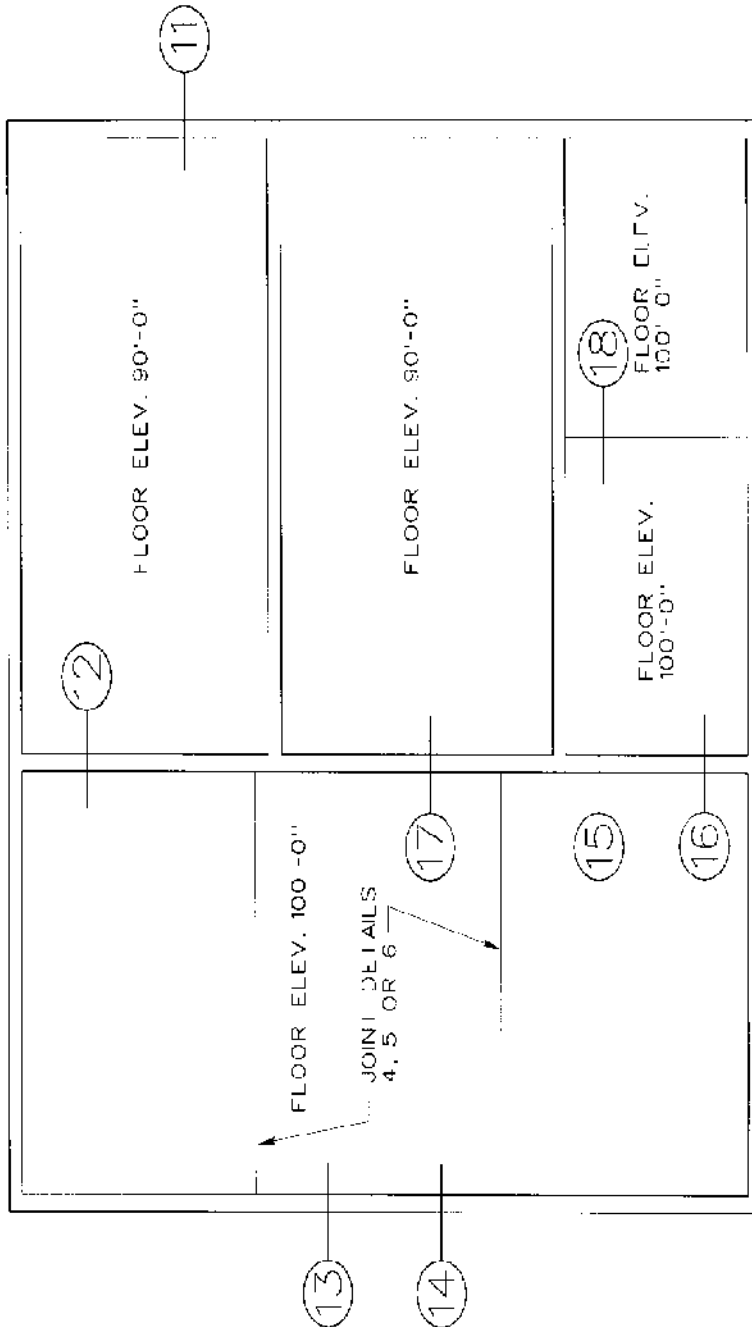 11
FLOOR ELEV. 90'-0"
12
FLOOR ELEV. 90'-0"
FLOOR ELEV.
100'-0"
18
FLOOR ELEV.
100'-0"
FLOOR ELEV. 100'-0"
17
JOINT DETAILS
4, 5 OR 6
15
16
13
14